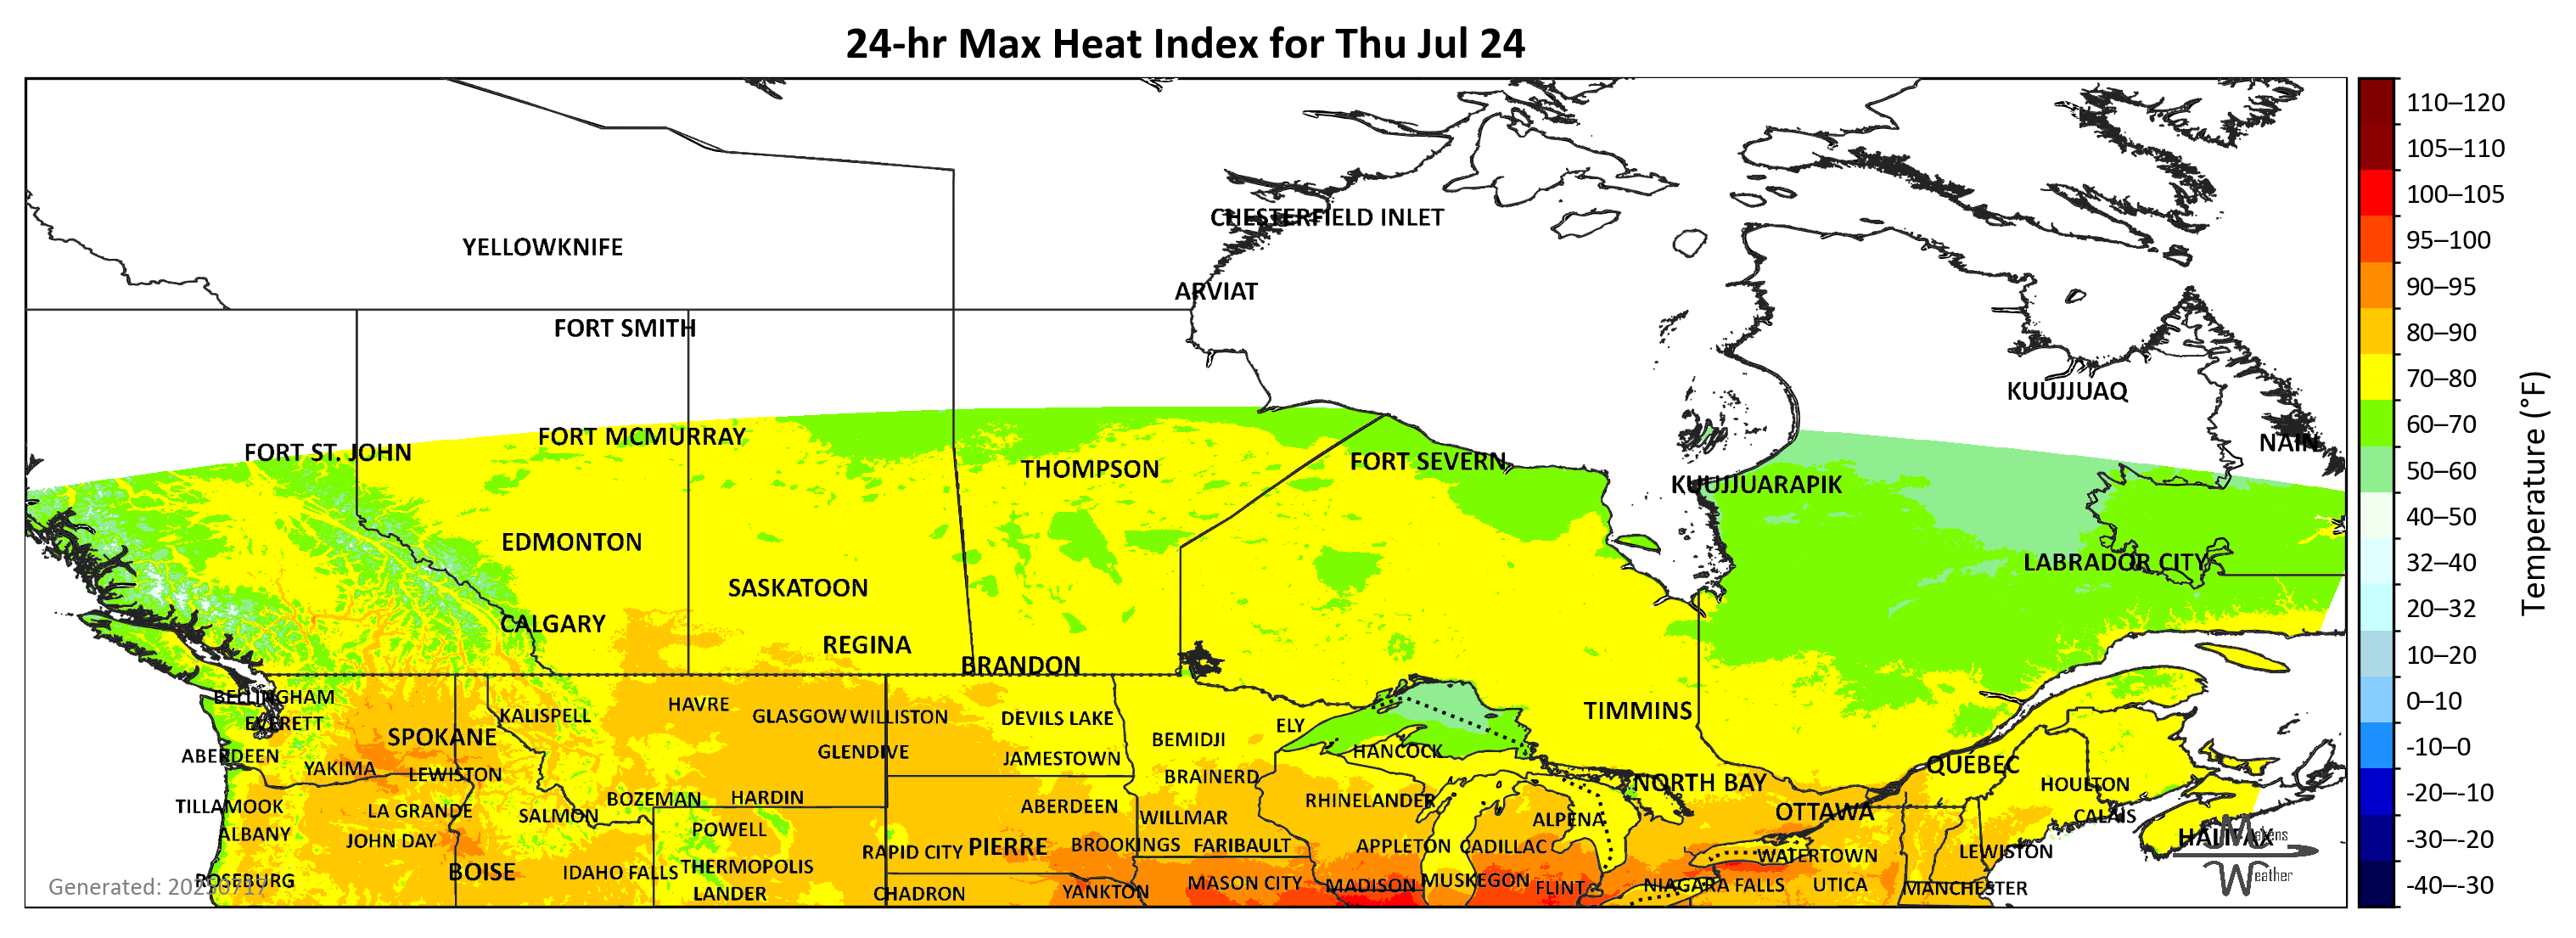 24-hr Max Heat Index for Thu Jul 24
110–120
105–110
100–105
95–100
90–95
80–90
70–80
60–70
50–60
40–50
32–40
20–32
10–20
0–10
-10–0
-20–-10
-30–-20
-40–-30
Temperature (°F)
CHESTERFIELD INLET
YELLOWKNIFE
ARVIAT
FORT SMITH
KUUJJUAQ
FORT MCMURRAY
NAIN
FORT ST. JOHN
FORT SEVERN
THOMPSON
KUUJJUARAPIK
EDMONTON
LABRADOR CITY
SASKATOON
CALGARY
REGINA
BRANDON
BELLINGHAM
HAVRE
TIMMINS
KALISPELL
GLASGOW
WILLISTON
DEVILS LAKE
EVERETT
ELY
SPOKANE
BEMIDJI
GLENDIVE
HANCOCK
ABERDEEN
JAMESTOWN
QUÉBEC
YAKIMA
LEWISTON
BRAINERD
NORTH BAY
HOULTON
BOZEMAN
HARDIN
RHINELANDER
TILLAMOOK
ABERDEEN
LA GRANDE
SALMON
WILLMAR
ALPENA
OTTAWA
CALAIS
ALBANY
POWELL
HALIFAX
Makens
JOHN DAY
PIERRE
BROOKINGS
FARIBAULT
APPLETON
CADILLAC
RAPID CITY
LEWISTON
WATERTOWN
BOISE
IDAHO FALLS
THERMOPOLIS
Weather
ROSEBURG
MUSKEGON
MASON CITY
MADISON
FLINT
NIAGARA FALLS
UTICA
MANCHESTER
Generated: 20250717
LANDER
CHADRON
YANKTON